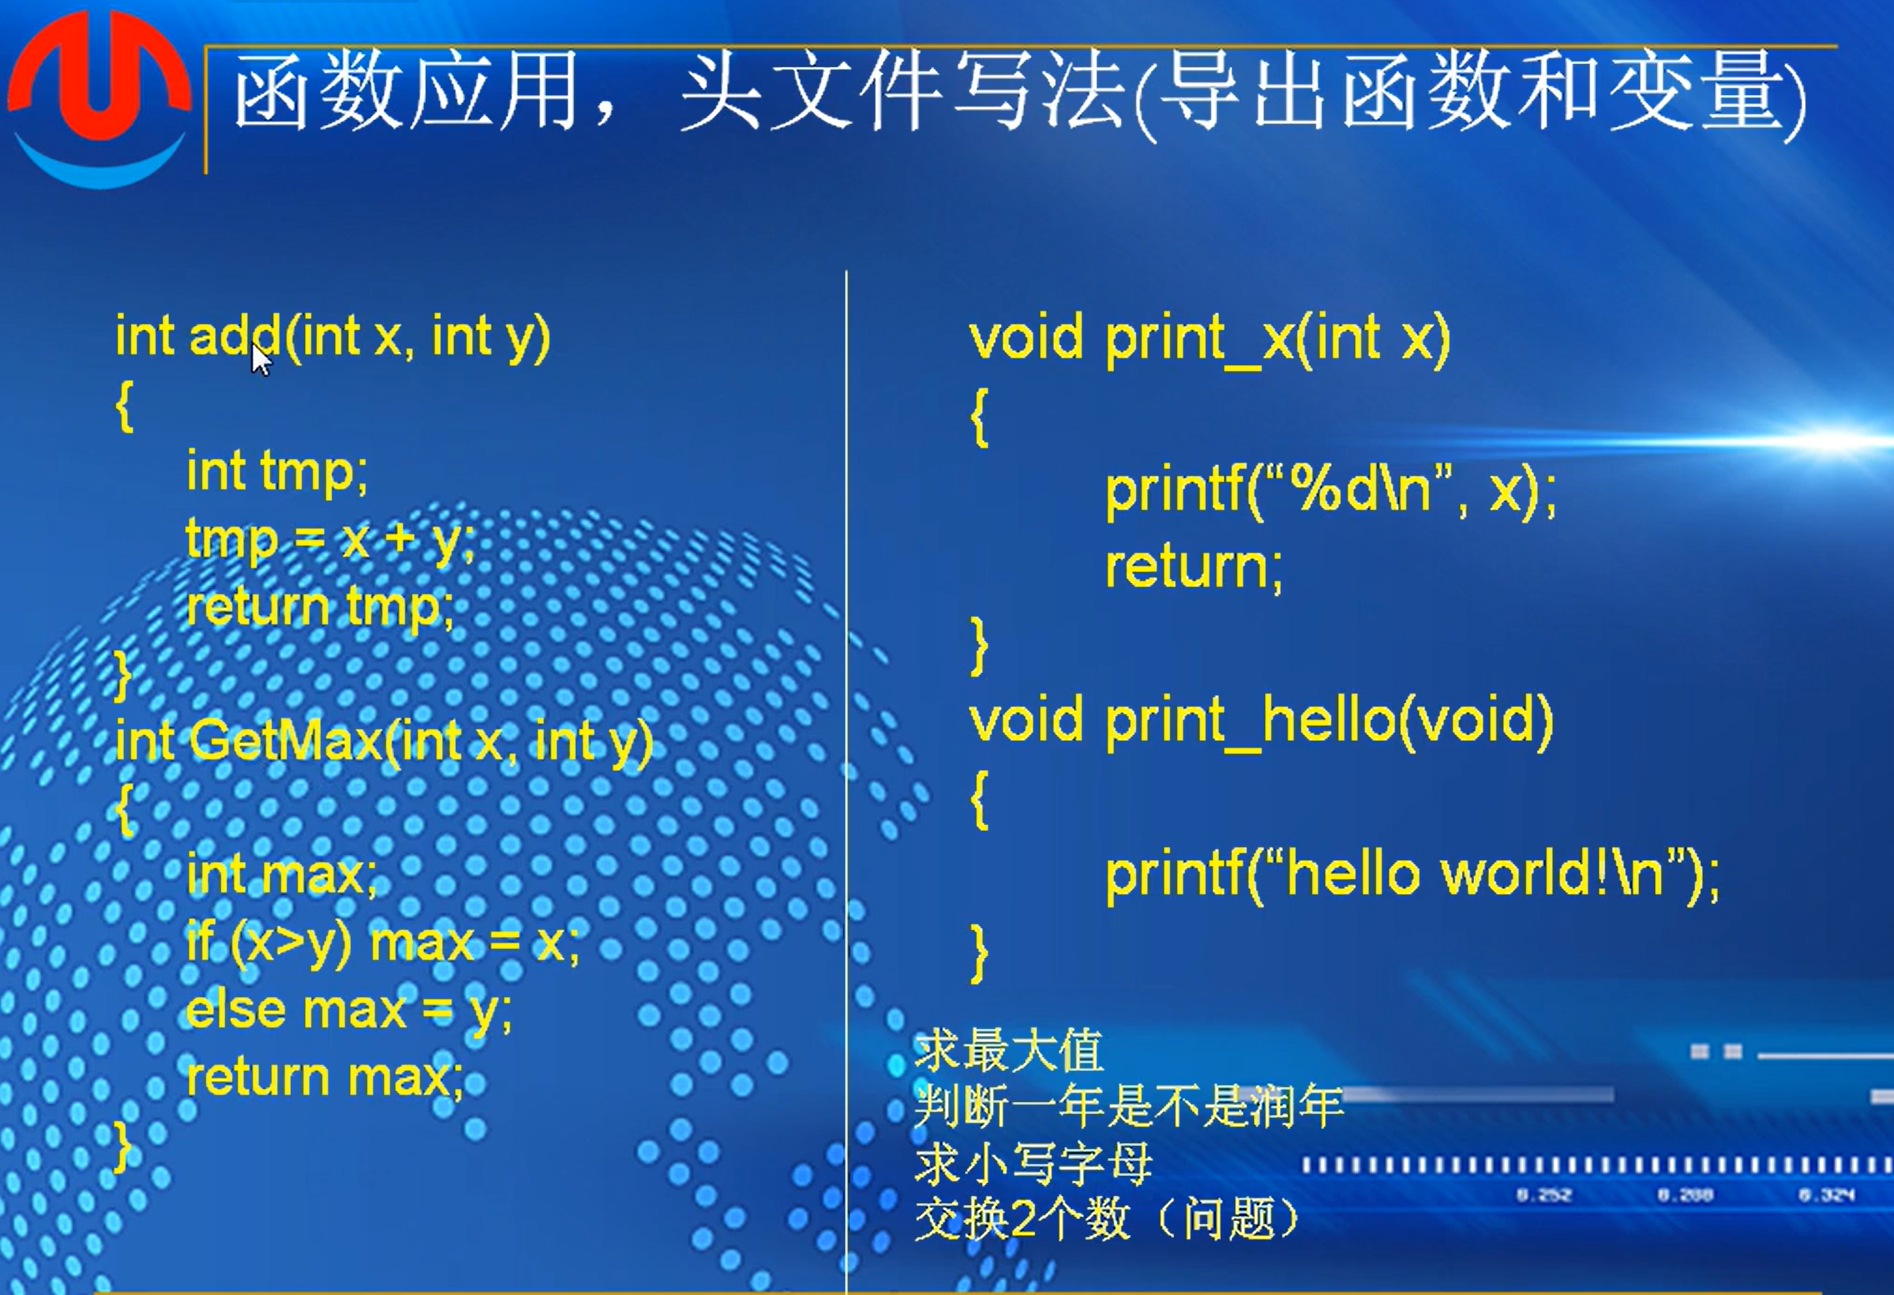 函数应用，头文件写法(导出函数和变量)
int add(int x, int y)
{
int tmp;
tmp = x + y;
return tmp;
}
int GetMax(int x, int y)
{
int max;
if (x>y) max = x;
else max = y;
return max;
}
void print_x(int x)
{
printf(“%d\n”, x);
return;
}
void print_hello(void)
{
printf(“hello world!\n”);
}
求最大值
判断一年是不是润年
求小写字母
交换2个数（问题）
0.252 0.288 0.324